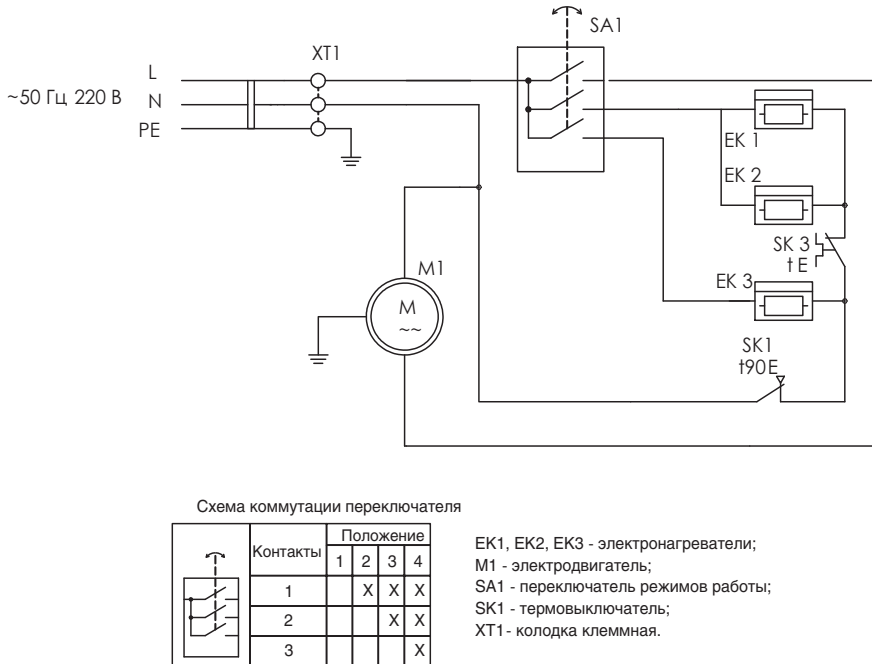 SA1
XT1
L
~50 Гц 220 В
N
PE
EK 1
EK 2
SK 3
tE
M1
EK 3
M
~~
SK1
t90E
Схема коммутации переключателя
Контакты Положение
1 2 3 4
1 X X X
2 X X
3 X
EK1, EK2, EK3 - электронагреватели;
M1 - электродвигатель;
SA1 - переключатель режимов работы;
SK1 - термовыключатель;
XT1- колодка клеммная.